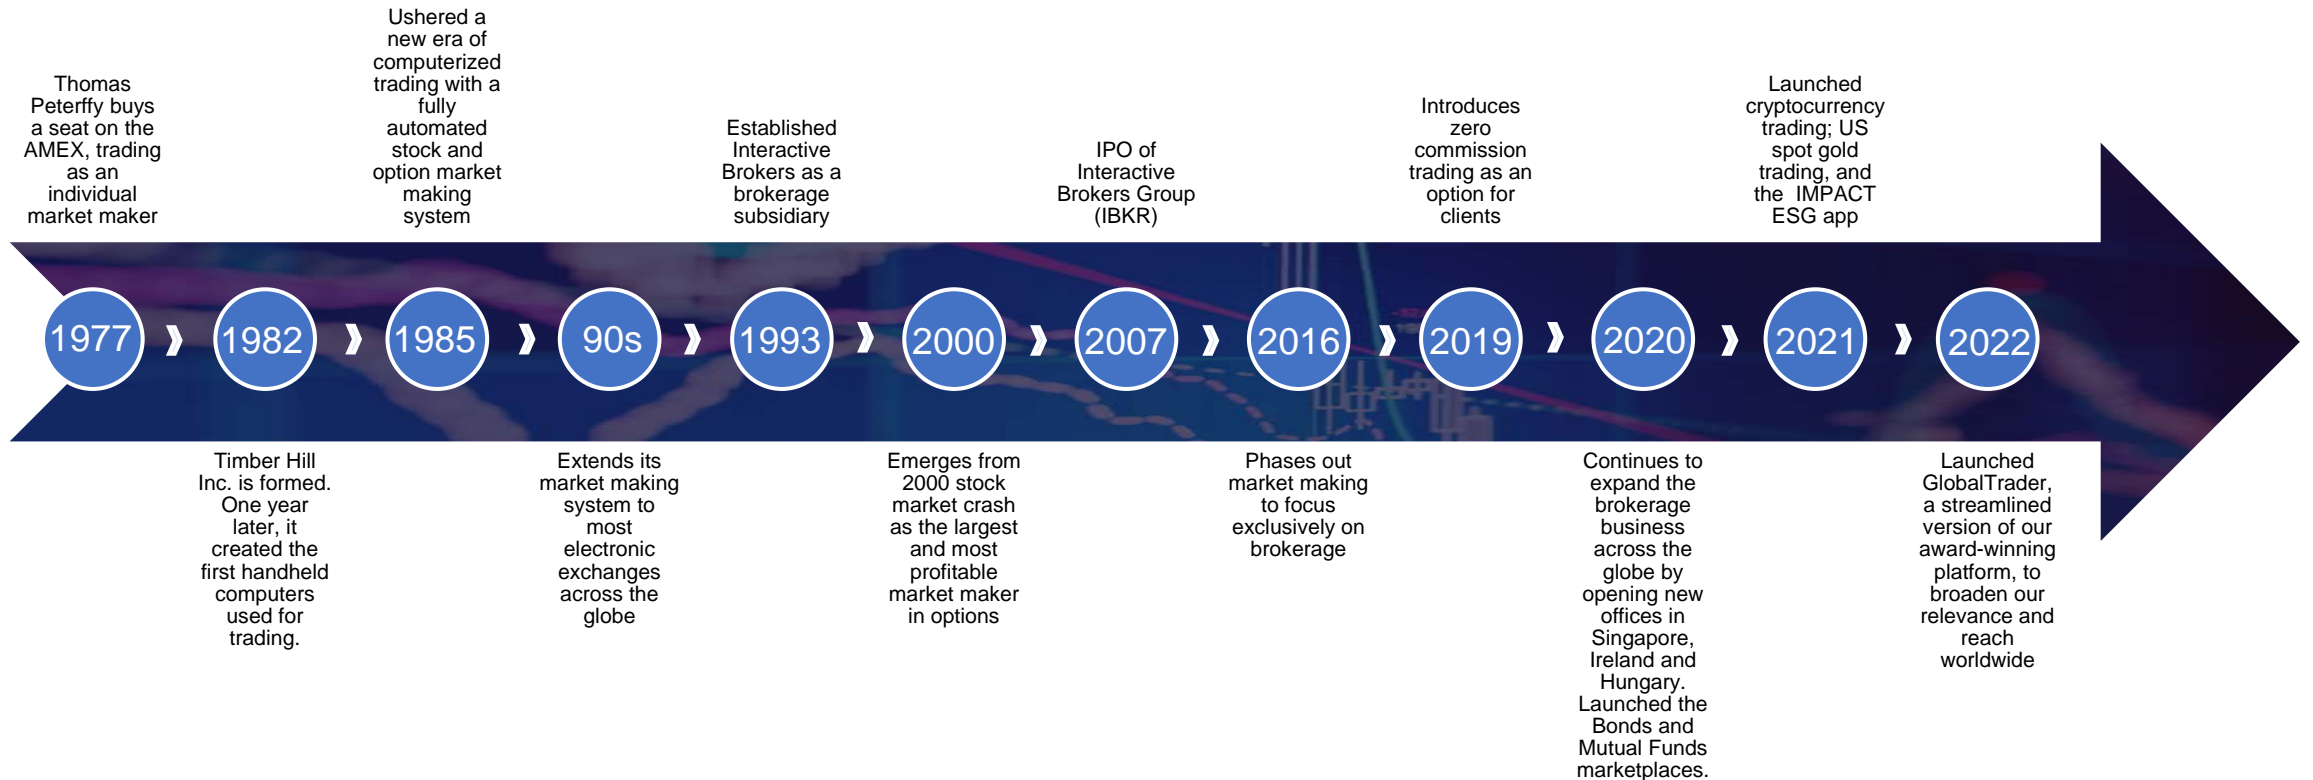 Thomas
Peterffy buys
a seat on the
AMEX, trading
as an
individual
market maker
Ushered a
new era of
computerized
trading with a
fully
automated
stock and
option market
making
system
Established
Interactive
Brokers as a
brokerage
subsidiary
IPO of
Interactive
Brokers Group
(IBKR)
Introduces
zero
commission
trading as an
option for
clients
Launched
cryptocurrency
trading; US
spot gold
trading, and
the IMPACT
ESG app
1977
1982
1985
90s
1993
2000
2007
2016
2019
2020
2021
2022
Timber Hill
Inc. is formed.
One year
later, it
created the
first handheld
computers
used for
trading.
Extends its
market making
system to
most
electronic
exchanges
across the
globe
Emerges from
2000 stock
market crash
as the largest
and most
profitable
market maker
in options
Phases out
market making
to focus
exclusively on
brokerage
Continues to
expand the
brokerage
business
across the
globe by
opening new
offices in
Singapore,
Ireland and
Hungary.
Launched the
Bonds and
Mutual Funds
marketplaces.
Launched
GlobalTrader,
a streamlined
version of our
award-winning
platform, to
broaden our
relevance and
reach
worldwide